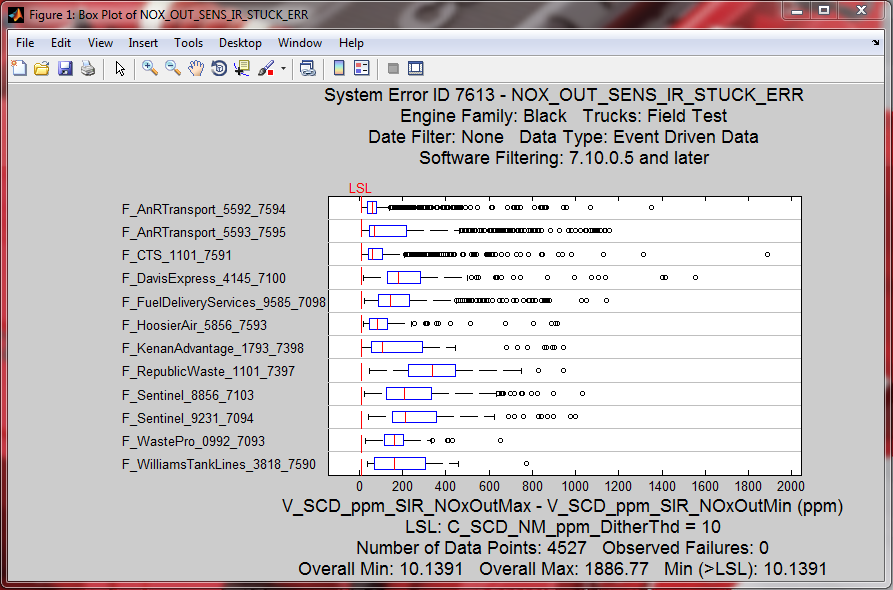 Figure 1: Box Plot of NOX_OUT_SENS_IR_STUCK_ERR
File Edit View Insert Tools Desktop Window Help
System Error ID 7613 - NOX_OUT_SENS_IR_STUCK_ERR
Engine Family: Black Trucks: Field Test
Date Filter: None Data Type: Event Driven Data
Software Filtering: 7.10.0.5 and later
LSL
F_AnRTransport_5592_7594
F_AnRTransport_5593_7595
F_CTS_1101_7591
F_DavisExpress_4145_7100
F_FuelDeliveryServices_9585_7098
F_HoosierAir_5856_7593
F_KenanAdvantage_1793_7398
F_RepublicWaste_1101_7397
F_Sentinel_8856_7103
F_Sentinel_9231_7094
F_WastePro_0992_7093
F_WilliamsTankLines_3818_7590
0 200 400 600 800 1000 1200 1400 1600 1800 2000
V_SCD_ppm_SIR_NOxOutMax - V_SCD_ppm_SIR_NOxOutMin (ppm)
LSL: C_SCD_NM_ppm_DitherThd = 10
Number of Data Points: 4527 Observed Failures: 0
Overall Min: 10.1391 Overall Max: 1886.77 Min (>LSL): 10.1391